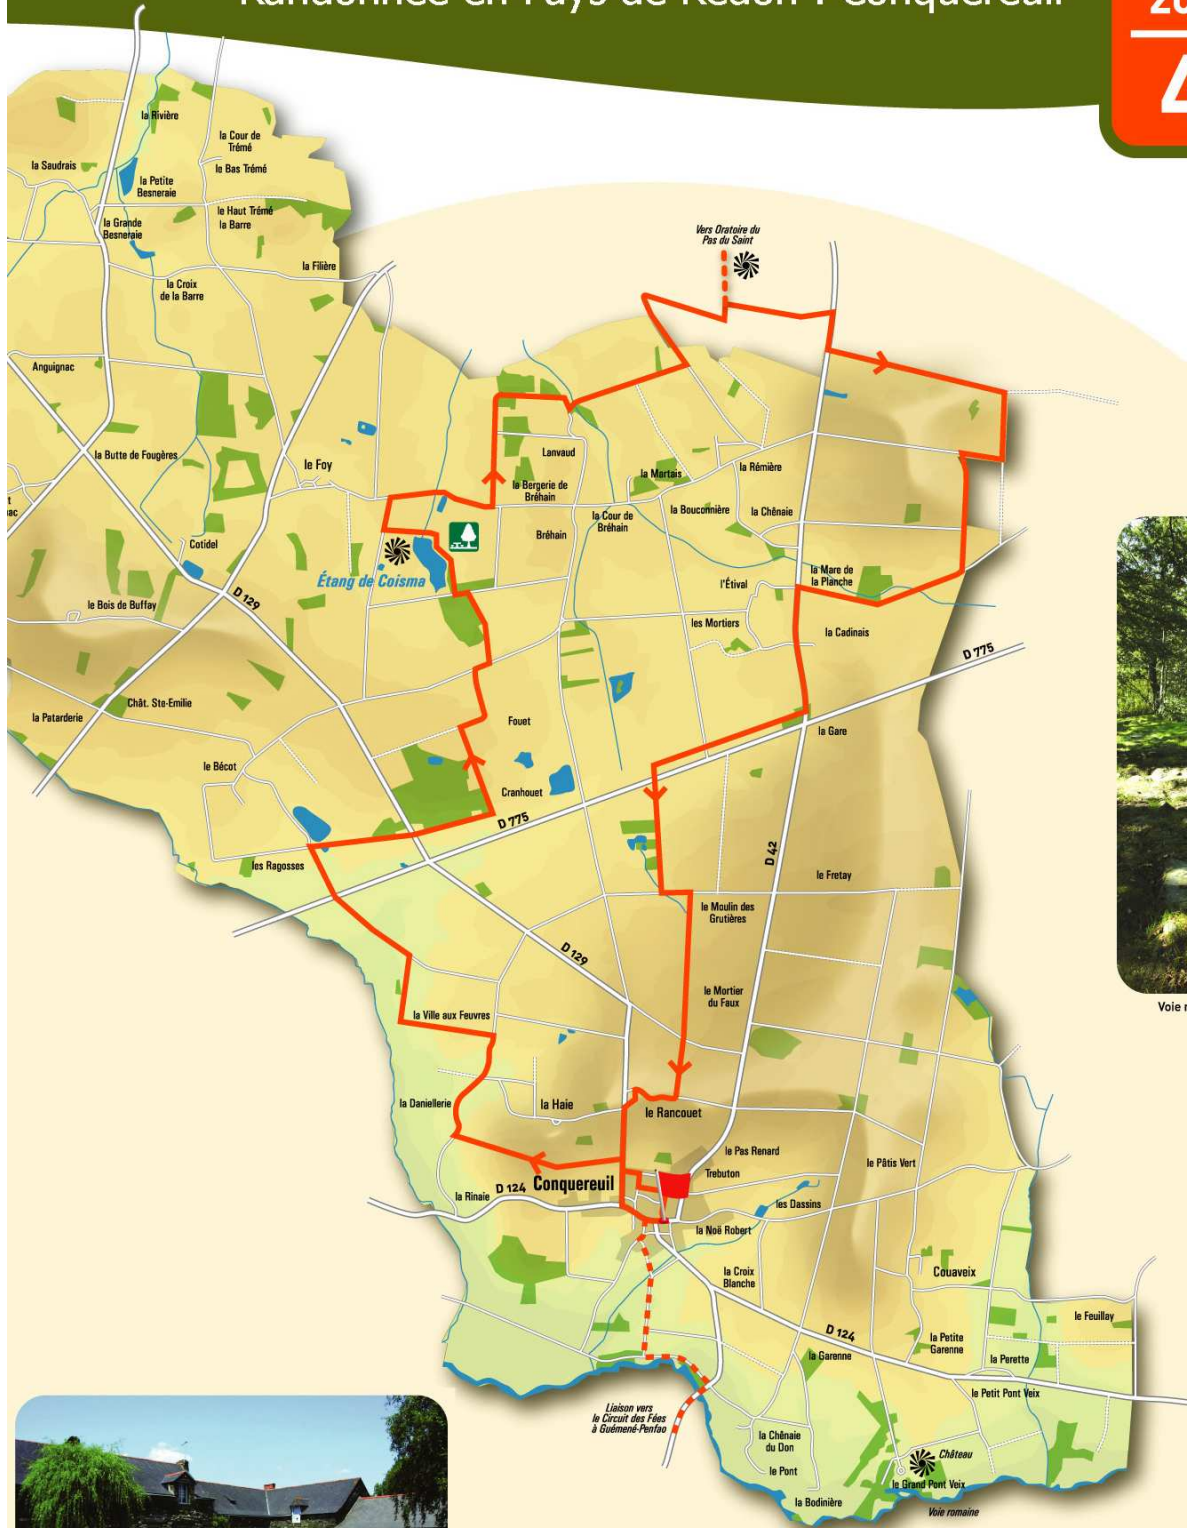 Randonnée en Pays de Redon : Conquereuil
la Rivière
la Cour de
Trémé
la Saudrais
le Bas Trémé
la Petite
Besneraie
le Haut Trémé
la Barre
la Grande
Besneraie
Vers Oratoire du
Pas du Saint
la Filière
la Croix
de la Barre
Anguignac
la Butte de Fougères
le Foy
Lanvaud
la Mortais
la Rémière
la Bergerie de
Bréhain
la Bouconnière
la Chênaie
la Cour de
Bréhain
Bréhain
Cotidel
Étang de Coisma
la Mare de
la Planche
l'Étival
le Bois de Buffay
D 129
les Mortiers
la Cadinais
D 775
Chât. Ste-Emilie
la Patarderie
Fouet
la Gare
le Bécot
Cranhouet
D 775
D 42
les Ragosses
le Fretay
le Moulin des
Grutières
D 129
le Mortier
du Faux
Voie
la Ville aux Feuvres
la Daniellerie
la Haie
le Rancouet
le Pas Renard
le Pâtis Vert
Trebuton
D 124
Conquereuil
la Rinaie
les Dassins
la Noë Robert
la Croix
Blanche
Couaveix
le Feuillay
D 124
la Petite
Garenne
la Garenne
la Perette
le Petit Pont Veix
Liaison vers
le Circuit des Fées
à Guémené-Penfao
la Chênaie
du Don
Château
le Pont
le Grand Pont Veix
la Bodinière
Voie romaine